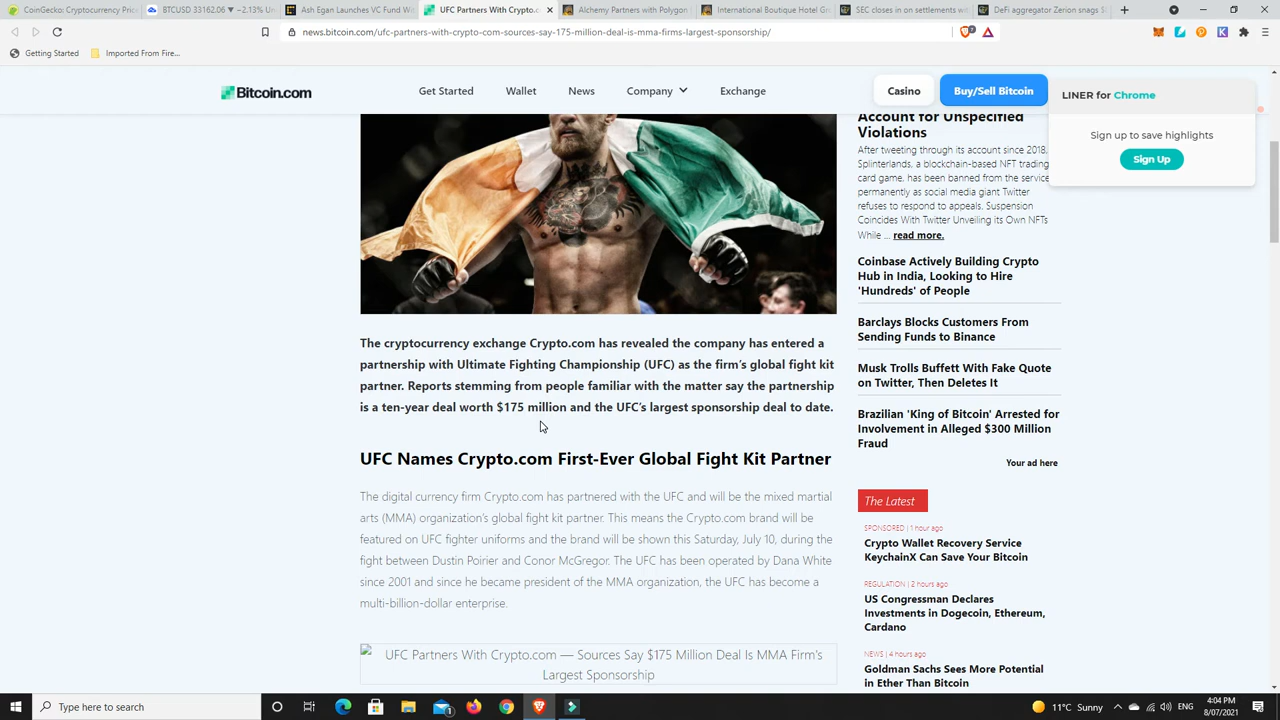 CoinGecko: Cryptocurrency Price
BTCUSD 33162.06 ▼ −2.13% Un
Ash Egan Launches VC Fund Wi
UFC Partners With Crypto.c
Alchemy Partners with Polygon
International Boutique Hotel Gr
SEC closes in on settlements wi
DeFi aggregator Zerion snags $8
news.bitcoin.com/ufc-partners-with-crypto-com-sources-say-175-million-deal-is-mma-firms-largest-sponsorship/
Getting Started
Imported From Fire...
Bitcoin.com
Get Started
Wallet
News
Company
Exchange
Casino
Buy/Sell Bitcoin
LINER for Chrome
Sign up to save highlights
Sign Up
The cryptocurrency exchange Crypto.com has revealed the company has entered a
partnership with Ultimate Fighting Championship (UFC) as the firm's global fight kit
partner. Reports stemming from people familiar with the matter say the partnership
is a ten-year deal worth $175 million and the UFC's largest sponsorship deal to date.
UFC Names Crypto.com First-Ever Global Fight Kit Partner
The digital currency firm Crypto.com has partnered with the UFC and will be the mixed martial
arts (MMA) organization's global fight kit partner. This means the Crypto.com brand will be
featured on UFC fighter uniforms and the brand will be shown this Saturday, July 10, during the
fight between Dustin Poirier and Conor McGregor. The UFC has been operated by Dana White
since 2001 and since he became president of the MMA organization, the UFC has become a
multi-billion-dollar enterprise.
UFC Partners With Crypto.com — Sources Say $175 Million Deal Is MMA Firm's
Largest Sponsorship
Account for Unspecified
Violations
After tweeting through its account since 2018,
Splinterlands, a blockchain-based NFT trading
card game, has been banned from the service
permanently as social media giant Twitter
refuses to respond to appeals. Suspension
Coincides With Twitter Unveiling its Own NFTs
While ... read more.
Coinbase Actively Building Crypto
Hub in India, Looking to Hire
'Hundreds' of People
Barclays Blocks Customers From
Sending Funds to Binance
Musk Trolls Buffett With Fake Quote
on Twitter, Then Deletes It
Brazilian 'King of Bitcoin' Arrested for
Involvement in Alleged $300 Million
Fraud
Your ad here
The Latest
SPONSORED | 1 hour ago
Crypto Wallet Recovery Service
KeychainX Can Save Your Bitcoin
REGULATION | 2 hours ago
US Congressman Declares
Investments in Dogecoin, Ethereum,
Cardano
NEWS | 4 hours ago
Goldman Sachs Sees More Potential
in Ether Than Bitcoin
Type here to search
11°C Sunny
ENG
4:04 PM
8/07/2021